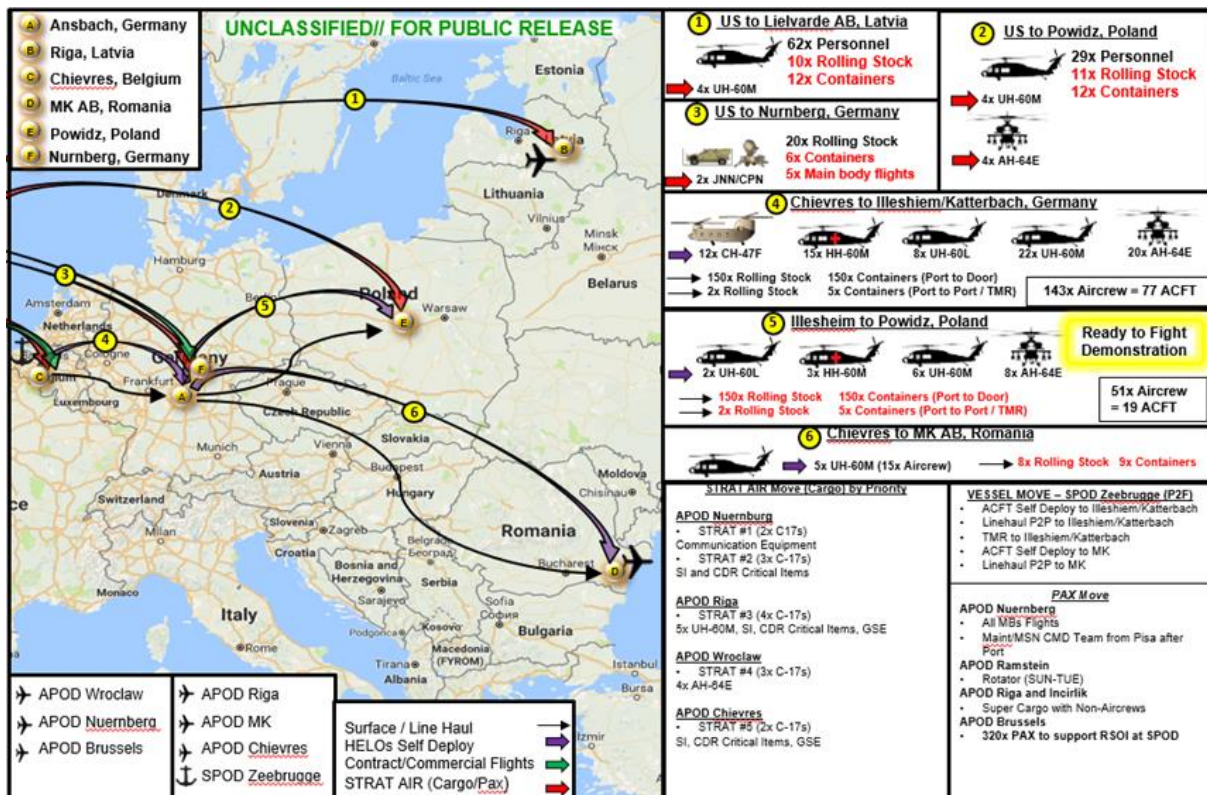 A Ansbach, Germany
B Riga, Latvia
C Chievres, Belgium
D MK AB, Romania
E Powidz, Poland
F Nurnberg, Germany
UNCLASSIFIED// FOR PUBLIC RELEASE
Baltic Sea
Estonia
Riga
B
Lithuania
Vilnius
Minsk
Мінск
Belarus
Denmark
Hamburg
Amsterdam
Netherlands
Berlin
Poland
Warsaw
E
Cologne
Germany
C
Belgium
Frankfurt
Luxembourg
F
A
Prague
Czech Republic
Munich
Vienna
Slovakia
Austria
Budapest
Hungary
Moldova
Chisinau
Switzerland
Slovenia
Zagreb
Croatia
Milan
Romania
Bucharest
D
Belgrade
Београд
Bosnia and
Herzegovina
Serbia
Sarajevo
Monaco
Italy
Rome
Podgorica
Kosovo
Sofia
София
Bulgaria
Macedonia
(FYROM)
Tirana
Albania
Istanbul
Bursa
Izmir
1
2
3
4
5
6
APOD Wroclaw
APOD Nuernberg
APOD Brussels
APOD Riga
APOD MK
APOD Chievres
SPOD Zeebrugge
Surface / Line Haul
HELOs Self Deploy
Contract/Commercial Flights
STRAT AIR (Cargo/Pax)
1 US to Lielvarde AB, Latvia
62x Personnel
10x Rolling Stock
12x Containers
4x UH-60M
2 US to Powidz, Poland
29x Personnel
11x Rolling Stock
12x Containers
4x UH-60M
4x AH-64E
3 US to Nurnberg, Germany
20x Rolling Stock
6x Containers
5x Main body flights
2x JNN/CPN
4 Chievres to Illeshiem/Katterbach, Germany
12x CH-47F 15x HH-60M 8x UH-60L 22x UH-60M 20x AH-64E
150x Rolling Stock 150x Containers (Port to Door)
2x Rolling Stock 5x Containers (Port to Port / TMR)
143x Aircrew = 77 ACFT
5 Illesheim to Powidz, Poland
Ready to Fight
Demonstration
2x UH-60L 3x HH-60M 6x UH-60M 8x AH-64E
150x Rolling Stock 150x Containers (Port to Door)
2x Rolling Stock 5x Containers (Port to Port / TMR)
51x Aircrew
= 19 ACFT
6 Chievres to MK AB, Romania
5x UH-60M (15x Aircrew) 8x Rolling Stock 9x Containers
STRAT AIR Move (Cargo) by Priority
APOD Nuernburg
• STRAT #1 (2x C17s)
Communication Equipment
• STRAT #2 (3x C-17s)
SI and CDR Critical Items
APOD Riga
• STRAT #3 (4x C-17s)
5x UH-60M, SI, CDR Critical Items, GSE
APOD Wroclaw
• STRAT #4 (3x C-17s)
4x AH-64E
APOD Chievres
• STRAT #5 (2x C-17s)
SI, CDR Critical Items, GSE
VESSEL MOVE – SPOD Zeebrugge (P2F)
• ACFT Self Deploy to Illeshiem/Katterbach
• Linehaul P2P to Illeshiem/Katterbach
• TMR to Illeshiem/Katterbach
• ACFT Self Deploy to MK
• Linehaul P2P to MK
PAX Move
APOD Nuernberg
• All MBs Flights
• Maint/MSN CMD Team from Pisa after
Port
APOD Ramstein
• Rotator (SUN-TUE)
APOD Riga and Incirlik
• Super Cargo with Non-Aircrews
APOD Brussels
• 320x PAX to support RSOI at SPOD